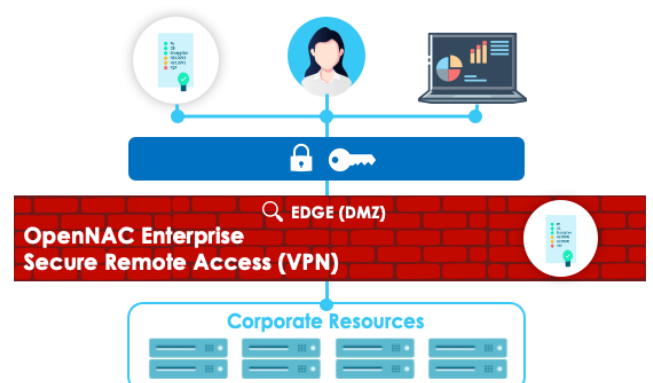 EDGE (DMZ)
OpenNAC Enterprise
Secure Remote Access (VPN)
Corporate Resources